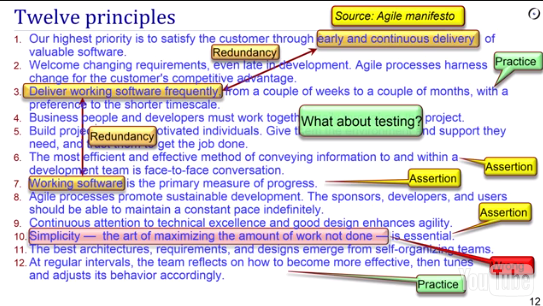 Twelve principles
Source: Agile manifesto
1. Our highest priority is to satisfy the customer through early and continuous delivery of
valuable software.
Redundancy
2. Welcome changing requirements, even late in development. Agile processes harness
change for the customer's competitive advantage.
Practice
3. Deliver working software frequently from a couple of weeks to a couple of months, with a
preference to the shorter timescale.
4. Business people and developers must work project.
What about testing?
5. Build motivated individuals. Give and support they
need, and get the job done.
Redundancy
6. The most efficient and effective method of conveying information to and within a
development team is face-to-face conversation.
Assertion
7. Working software is the primary measure of progress.
Assertion
8. Agile processes promote sustainable development. The sponsors, developers, and users
should be able to maintain a constant pace indefinitely.
Assertion
9. Continuous attention to technical excellence and good design enhances agility.
10. Simplicity — the art of maximizing the amount of work not done — is essential.
11. The best architectures, requirements, and designs emerge from self-organizing teams.
12. At regular intervals, the team reflects on how to become more effective, then tunes
and adjusts its behavior accordingly.
Practice
YouTube
12